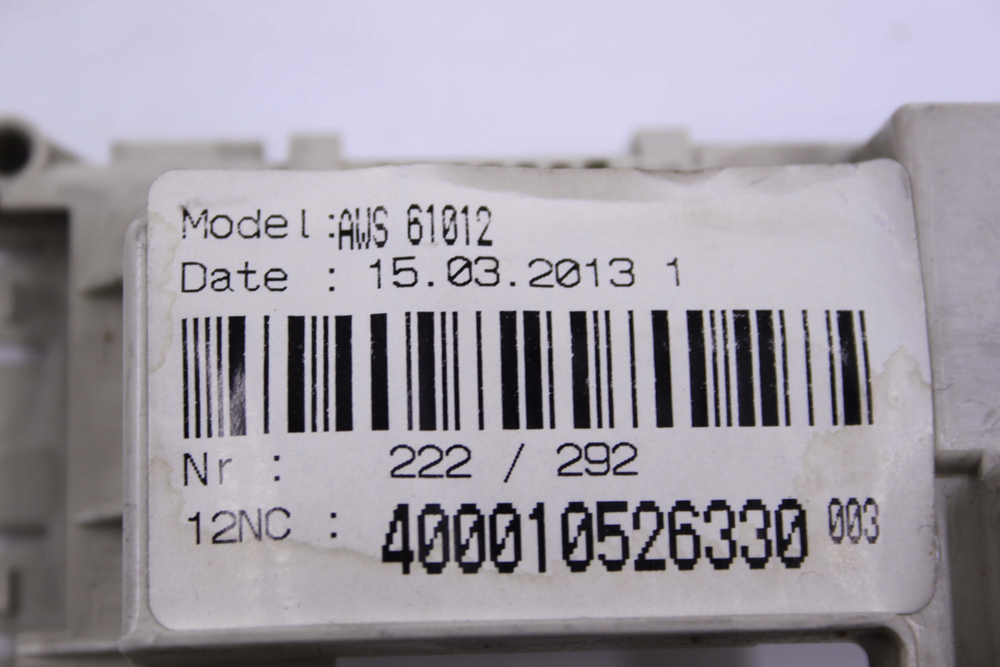 Model :AWS 61012
Date : 15.03.2013 1
Nr : 222 / 292
12NC : 400010526330 003